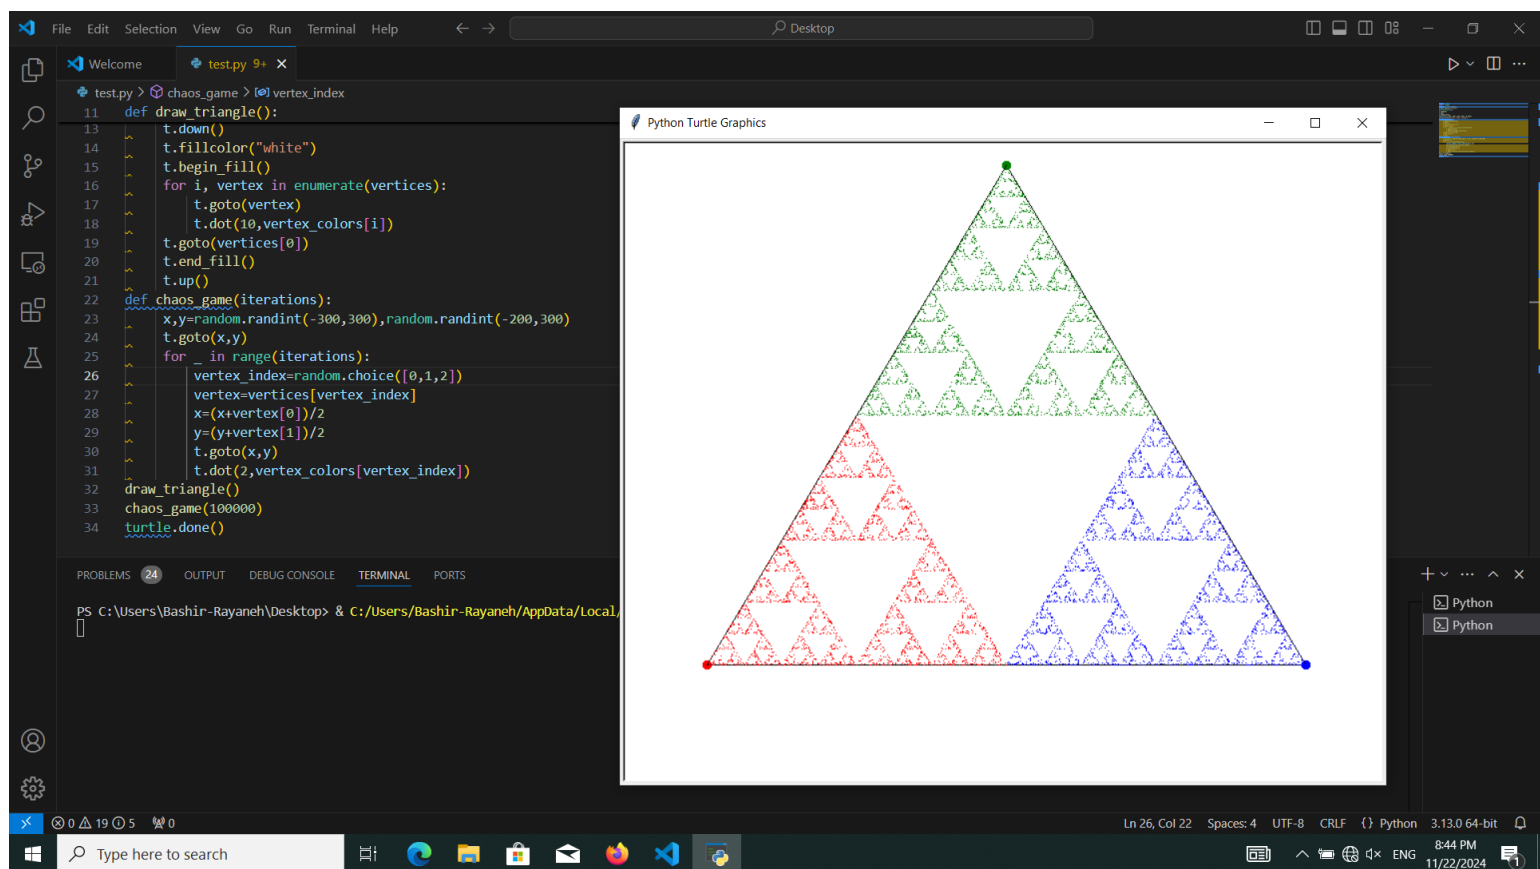 File Edit Selection View Go Run Terminal Help
Desktop
Welcome
test.py 9+
test.py > chaos_game > vertex_index
11 def draw_triangle():
13 t.down()
14 t.fillcolor("white")
15 t.begin_fill()
16 for i, vertex in enumerate(vertices):
17 t.goto(vertex)
18 t.dot(10,vertex_colors[i])
19 t.goto(vertices[0])
20 t.end_fill()
21 t.up()
22 def chaos_game(iterations):
23 x,y=random.randint(-300,300),random.randint(-200,300)
24 t.goto(x,y)
25 for _ in range(iterations):
26 vertex_index=random.choice([0,1,2])
27 vertex=vertices[vertex_index]
28 x=(x+vertex[0])/2
29 y=(y+vertex[1])/2
30 t.goto(x,y)
31 t.dot(2,vertex_colors[vertex_index])
32 draw_triangle()
33 chaos_game(100000)
34 turtle.done()
Python Turtle Graphics
PROBLEMS 24 OUTPUT DEBUG CONSOLE TERMINAL PORTS
PS C:\Users\Bashir-Rayaneh\Desktop> & C:/Users/Bashir-Rayaneh/AppData/Local/
Python
Python
0 19 5 0
Ln 26, Col 22 Spaces: 4 UTF-8 CRLF {} Python 3.13.0 64-bit
Type here to search
ENG
8:44 PM
11/22/2024
1